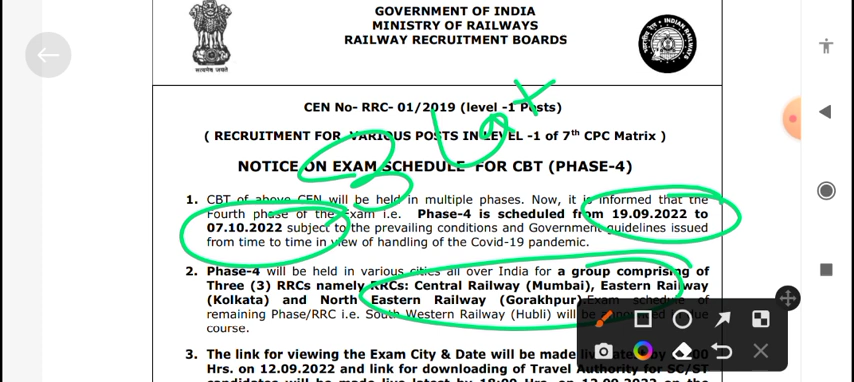 GOVERNMENT OF INDIA
MINISTRY OF RAILWAYS
RAILWAY RECRUITMENT BOARDS
सत्यमेव जयते
INDIAN RAILWAYS
CEN No- RRC- 01/2019 (level -1 Posts)
( RECRUITMENT FOR VARIOUS POSTS IN LEVEL -1 of 7th CPC Matrix )
NOTICE ON EXAM SCHEDULE FOR CBT (PHASE-4)
1. CBT of above CEN will be held in multiple phases. Now, it is informed that the
Fourth phase of the Exam i.e. Phase-4 is scheduled from 19.09.2022 to
07.10.2022 subject to the prevailing conditions and Government guidelines issued
from time to time in view of handling of the Covid-19 pandemic.
2. Phase-4 will be held in various cities all over India for a group comprising of
Three (3) RRCs namely RRCs: Central Railway (Mumbai), Eastern Railway
(Kolkata) and North Eastern Railway (Gorakhpur). Exam schedule of
remaining Phase/RRC i.e. South Western Railway (Hubli) will be
course.
3. The link for viewing the Exam City & Date will be made
Hrs. on 12.09.2022 and link for downloading of Travel Authority for SC/ST